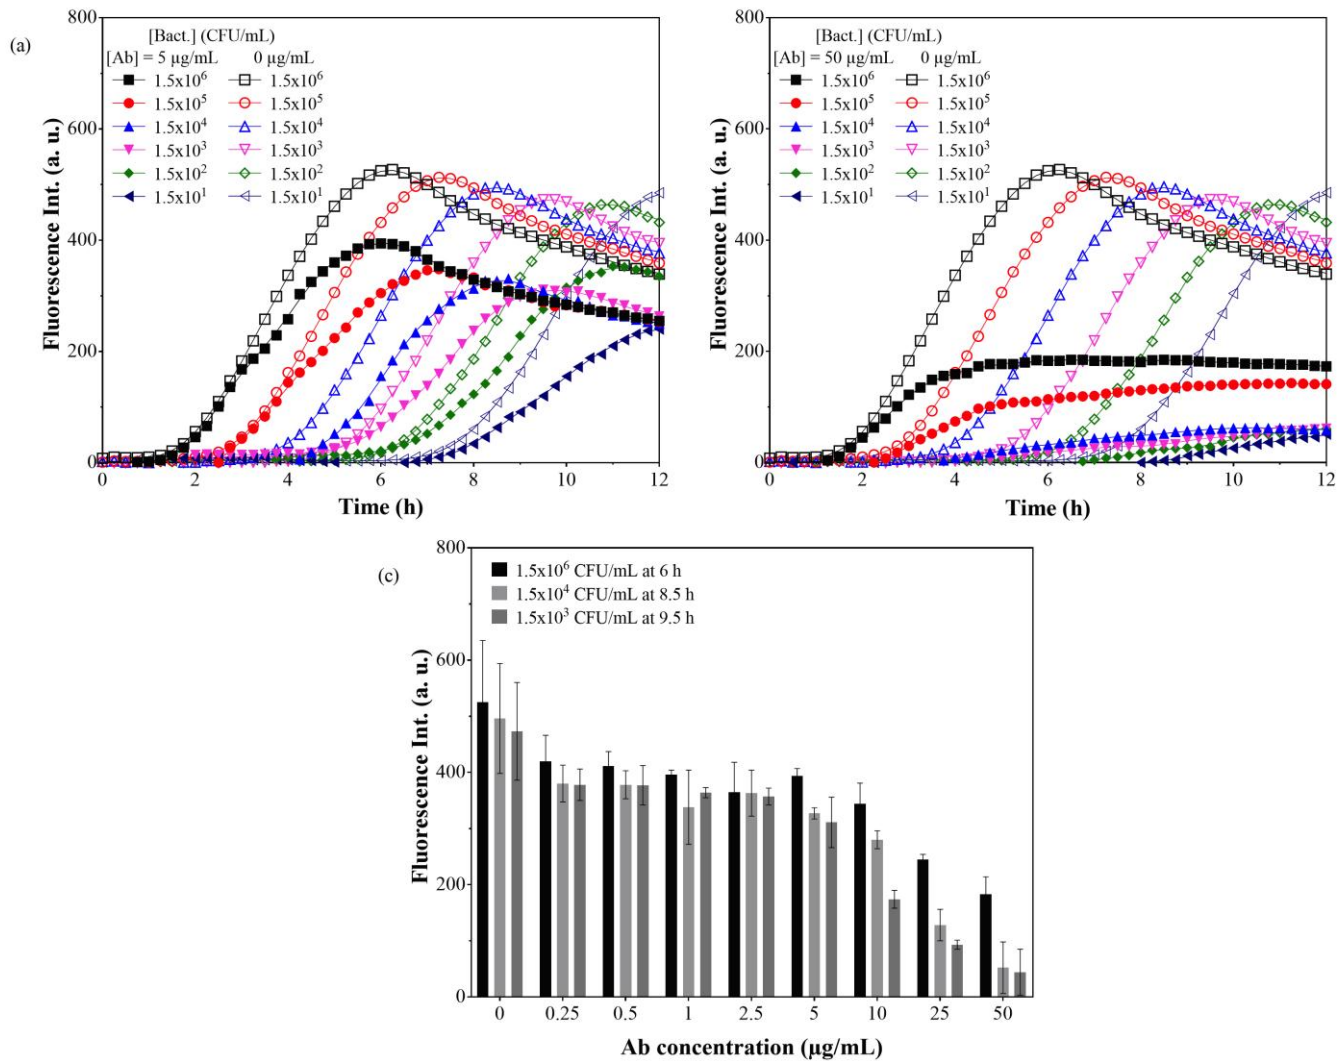 (a)
800
600
400
200
0
Fluorescence Int. (a. u.)
[Bact.] (CFU/mL)
[Ab] = 5 µg/mL 0 µg/mL
1.5x10⁶ 1.5x10⁶
1.5x10⁵ 1.5x10⁵
1.5x10⁴ 1.5x10⁴
1.5x10³ 1.5x10³
1.5x10² 1.5x10²
1.5x10¹ 1.5x10¹
0 2 4 6 8 10 12
Time (h)
800
600
400
200
0
Fluorescence Int. (a. u.)
[Bact.] (CFU/mL)
[Ab] = 50 µg/mL 0 µg/mL
1.5x10⁶ 1.5x10⁶
1.5x10⁵ 1.5x10⁵
1.5x10⁴ 1.5x10⁴
1.5x10³ 1.5x10³
1.5x10² 1.5x10²
1.5x10¹ 1.5x10¹
0 2 4 6 8 10 12
Time (h)
(c)
800
600
400
200
0
Fluorescence Int. (a. u.)
1.5x10⁶ CFU/mL at 6 h
1.5x10⁴ CFU/mL at 8.5 h
1.5x10³ CFU/mL at 9.5 h
0 0.25 0.5 1 2.5 5 10 25 50
Ab concentration (µg/mL)